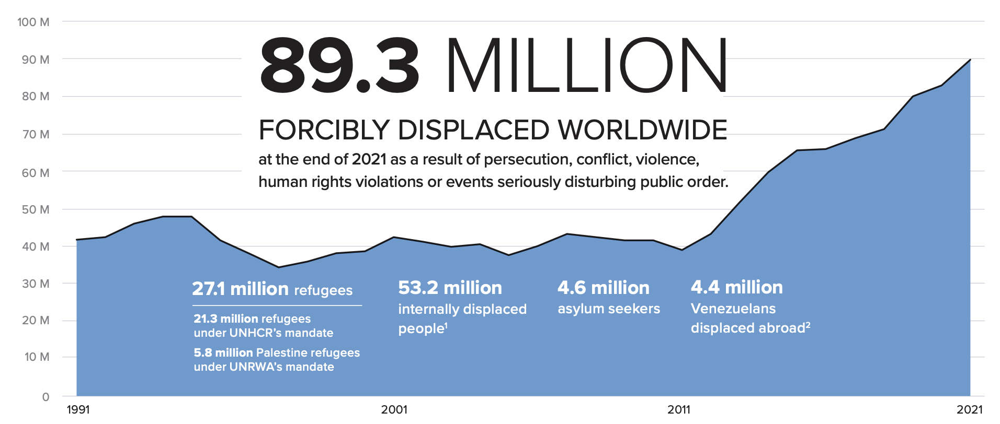 100 M
90 M
80 M
70 M
60 M
50 M
40 M
30 M
20 M
10 M
0
89.3 MILLION
FORCIBLY DISPLACED WORLDWIDE
at the end of 2021 as a result of persecution, conflict, violence,
human rights violations or events seriously disturbing public order.
27.1 million refugees
21.3 million refugees
under UNHCR’s mandate
5.8 million Palestine refugees
under UNRWA’s mandate
53.2 million
internally displaced
people¹
4.6 million
asylum seekers
4.4 million
Venezuelans
displaced abroad²
1991
2001
2011
2021